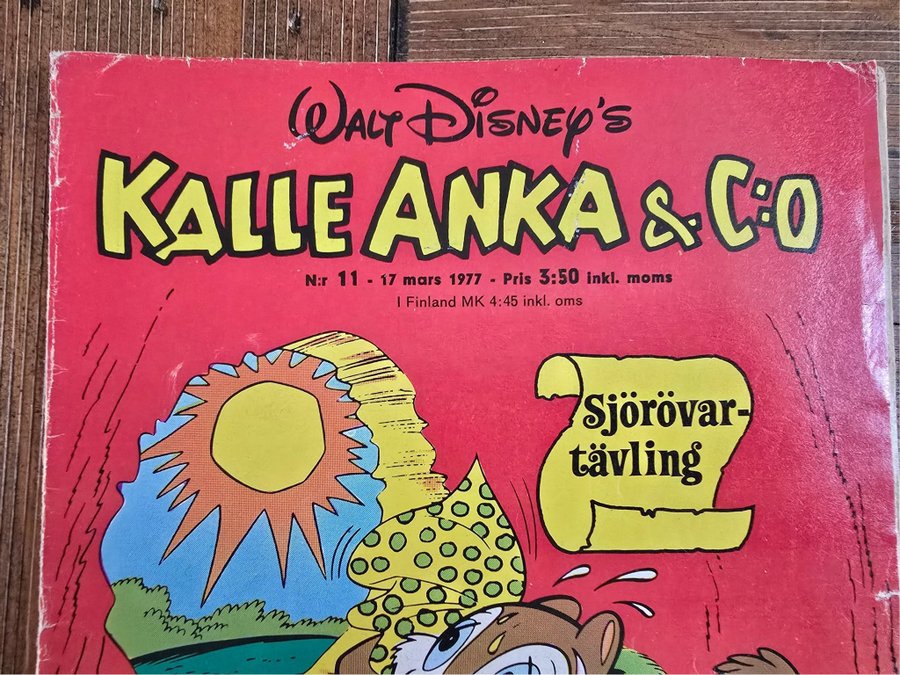 WALT DISNEY'S
KALLE ANKA & C:O
N:r 11 - 17 mars 1977 - Pris 3:50 inkl. moms
I Finland MK 4:45 inkl. oms
Sjörövar-
tävling